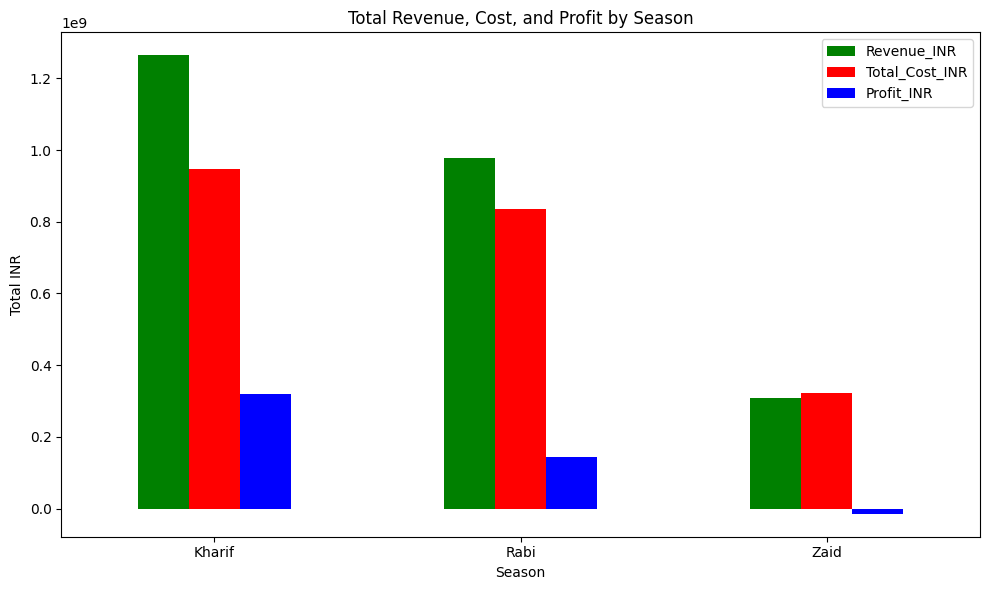 Total Revenue, Cost, and Profit by Season
1e9
Revenue_INR
Total_Cost_INR
Profit_INR
1.2
1.0
0.8
0.6
0.4
0.2
0.0
Total INR
Kharif
Rabi
Zaid
Season